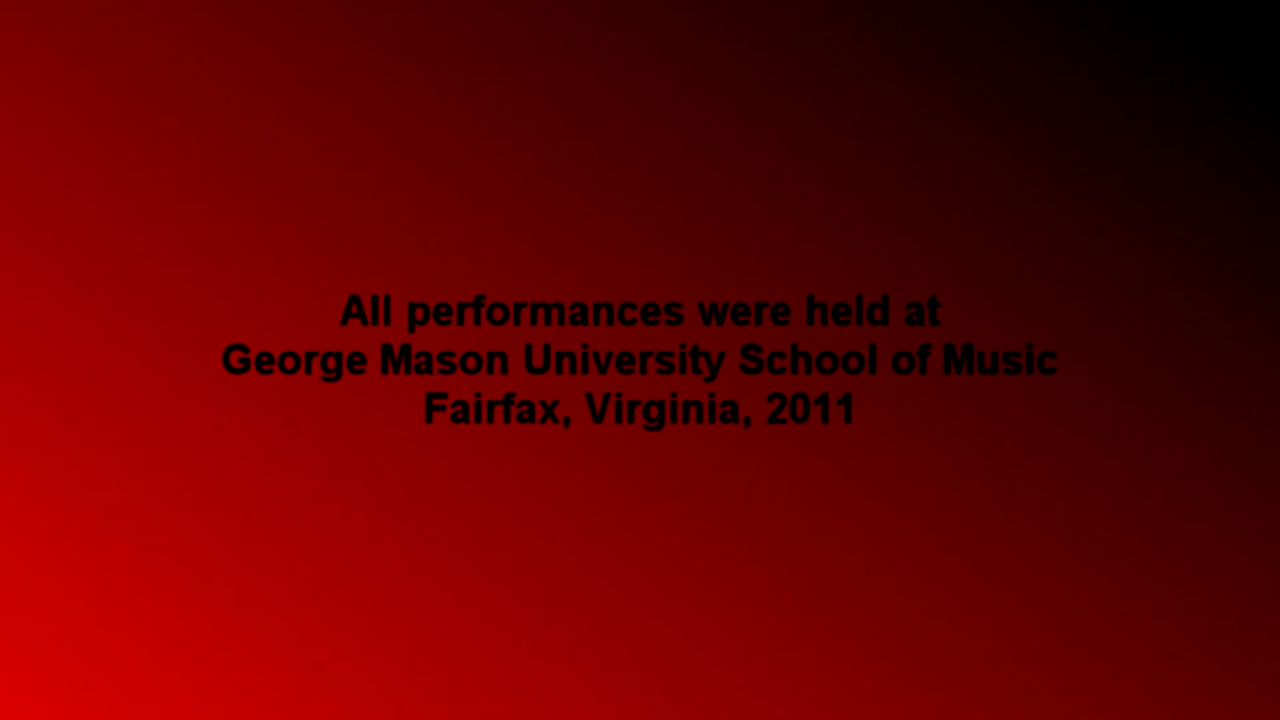 All performances were held at
George Mason University School of Music
Fairfax, Virginia, 2011